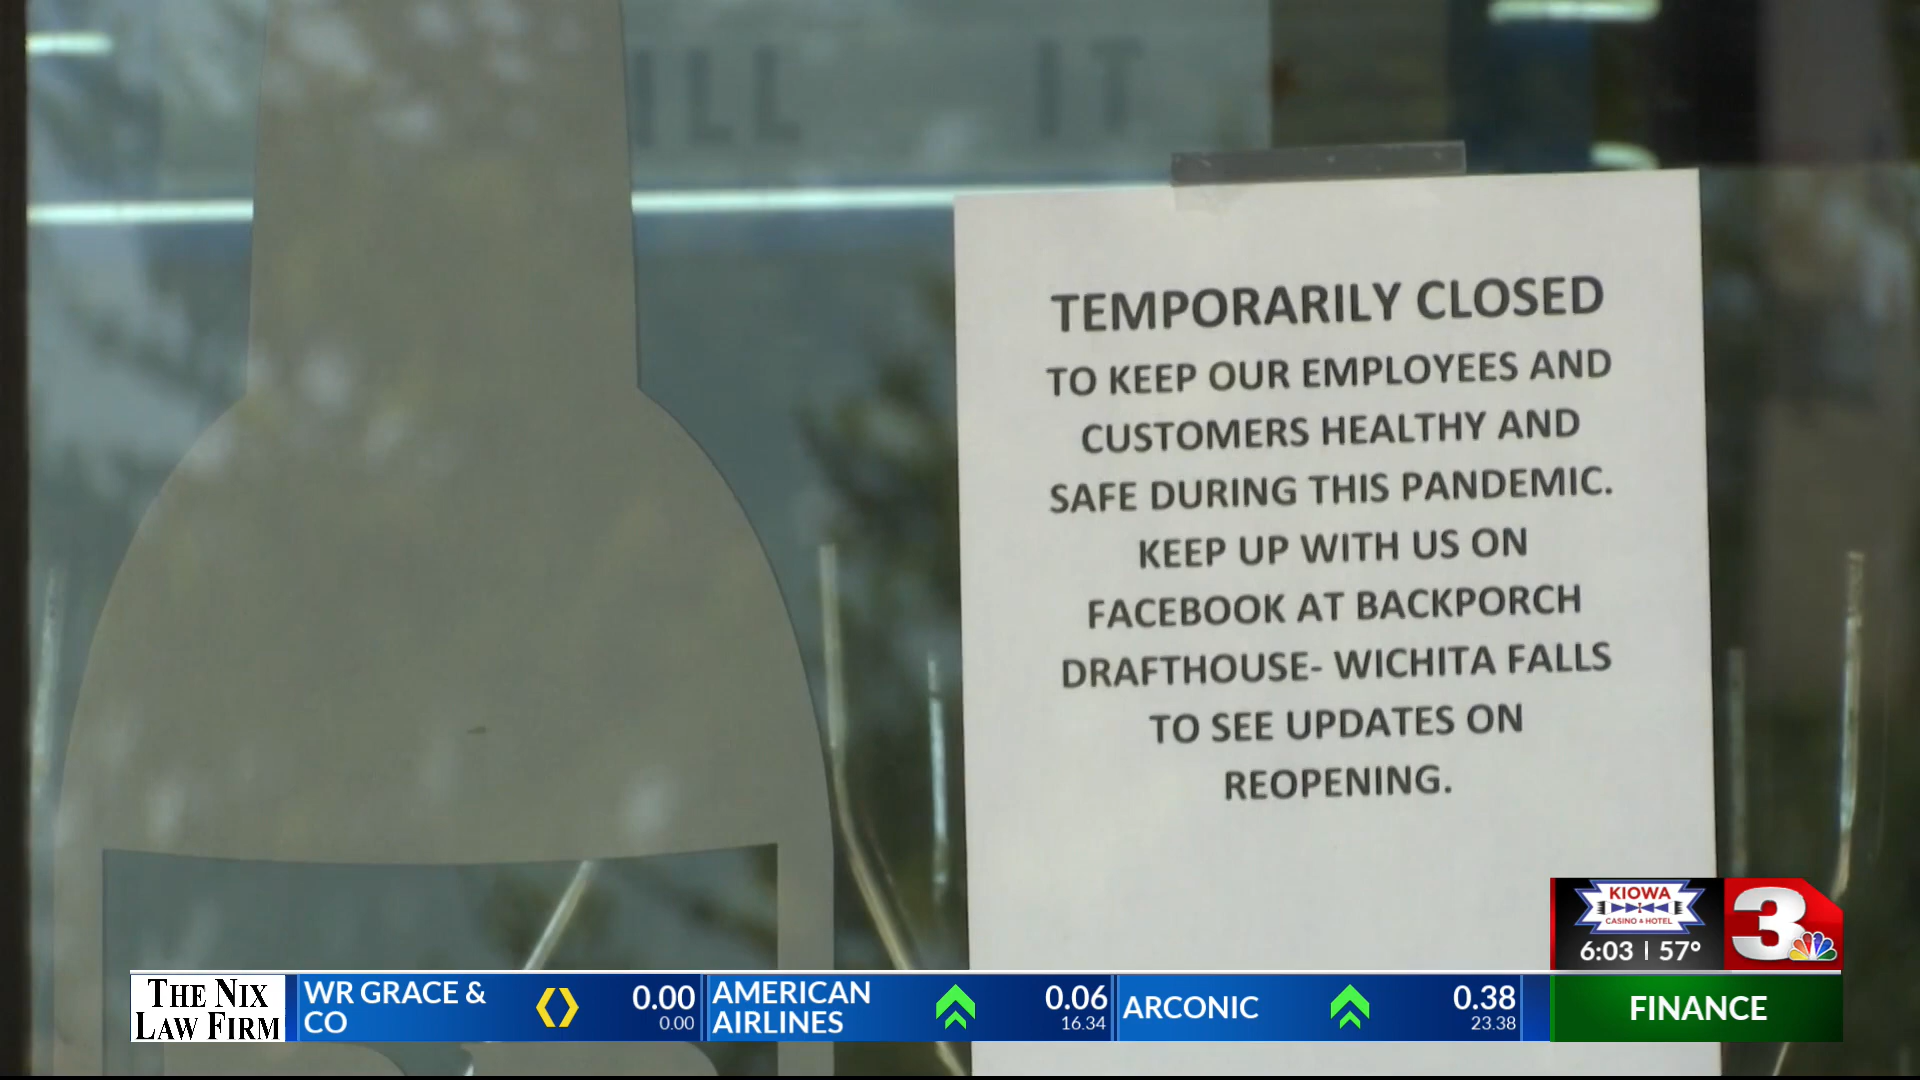 ILL IT
TEMPORARILY CLOSED
TO KEEP OUR EMPLOYEES AND
CUSTOMERS HEALTHY AND
SAFE DURING THIS PANDEMIC.
KEEP UP WITH US ON
FACEBOOK AT BACKPORCH
DRAFTHOUSE- WICHITA FALLS
TO SEE UPDATES ON
REOPENING.
KIOWA
CASINO & HOTEL
6:03 | 57°
3
THE NIX
LAW FIRM
WR GRACE &
CO
0.00
0.00
AMERICAN
AIRLINES
0.06
16.34
ARCONIC
0.38
23.38
FINANCE